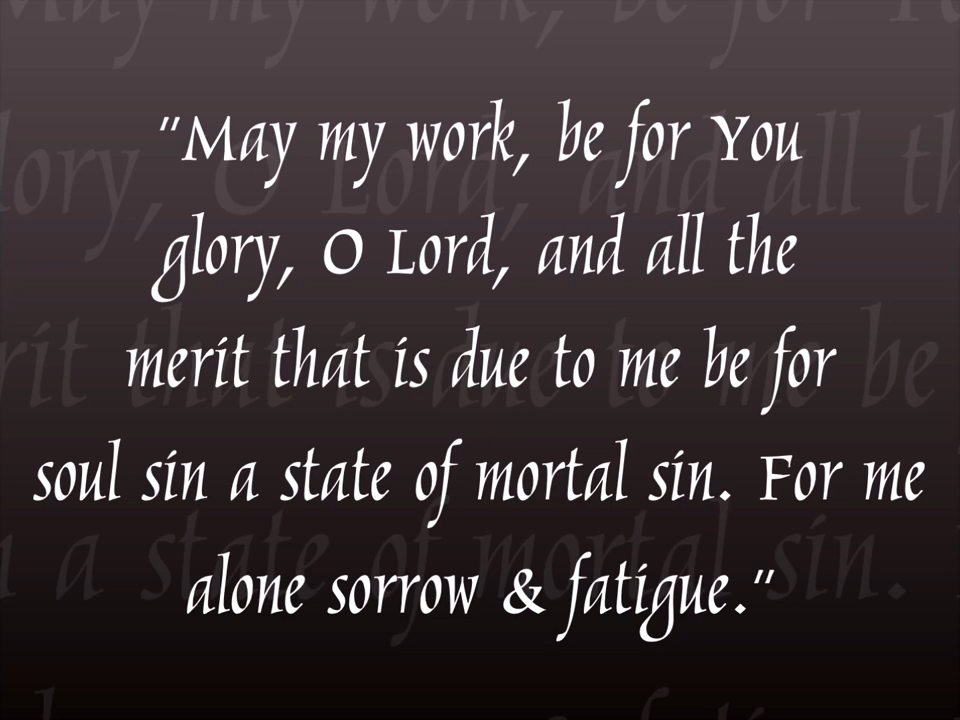 "May my work, be for You
glory, O Lord, and all the
merit that is due to me be for
soul sin a state of mortal sin. For me
alone sorrow & fatigue."